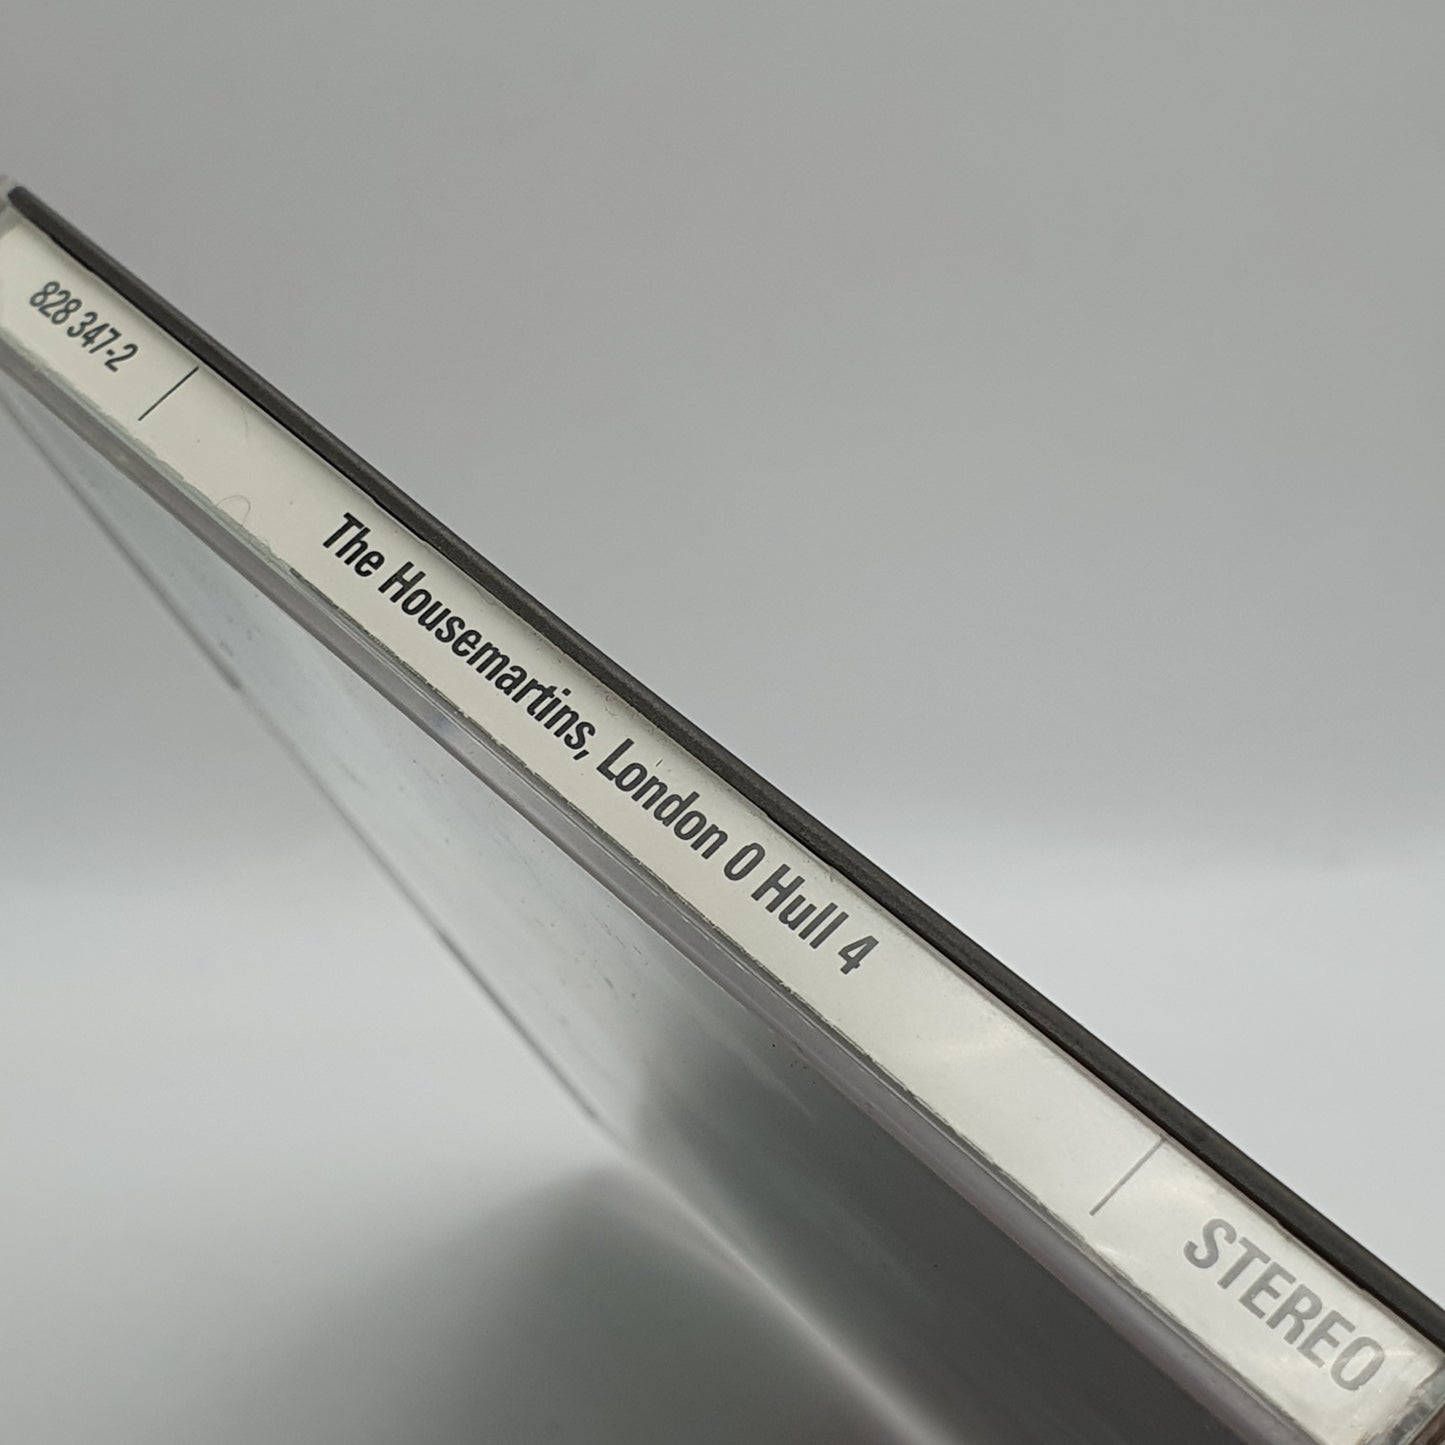 828 347-2
The Housemartins, London 0 Hull 4
STEREO